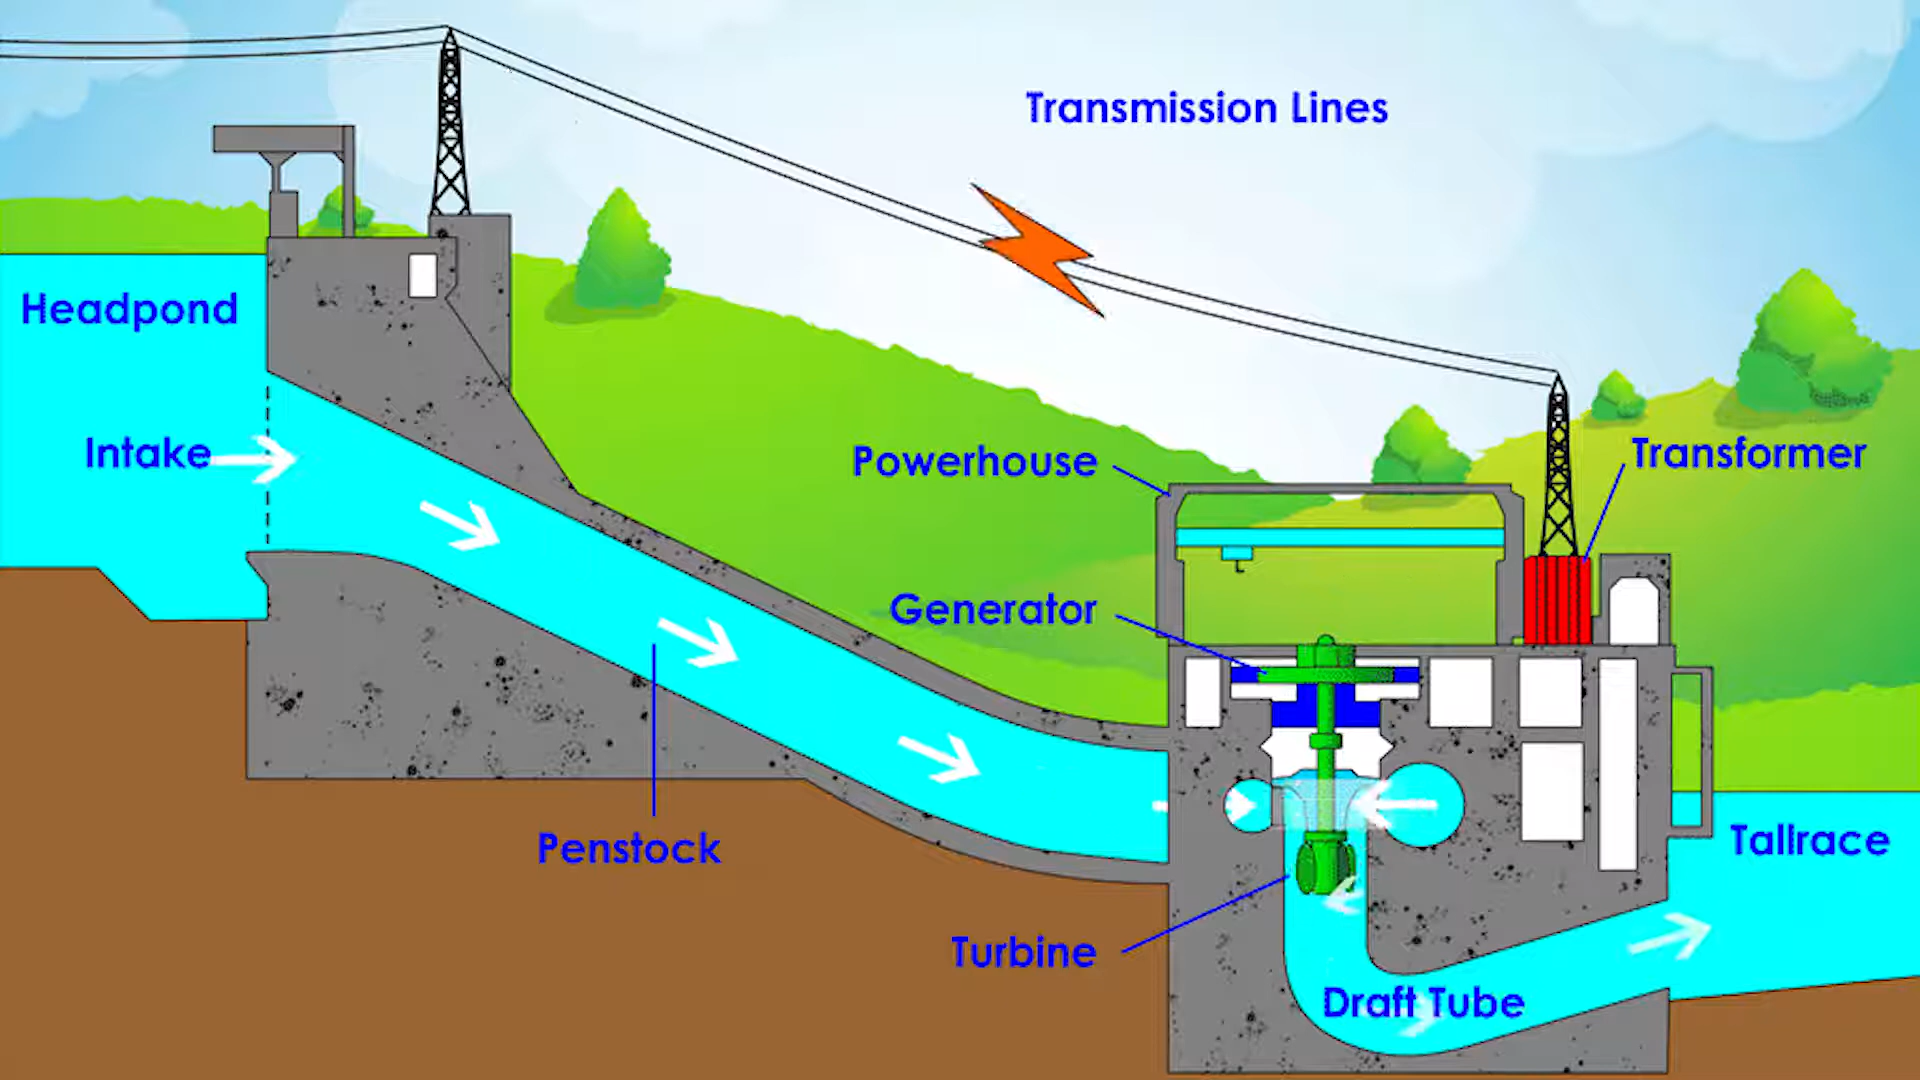 Transmission Lines
Headpond
Intake
Powerhouse
Transformer
Generator
Penstock
Tallrace
Turbine
Draft Tube